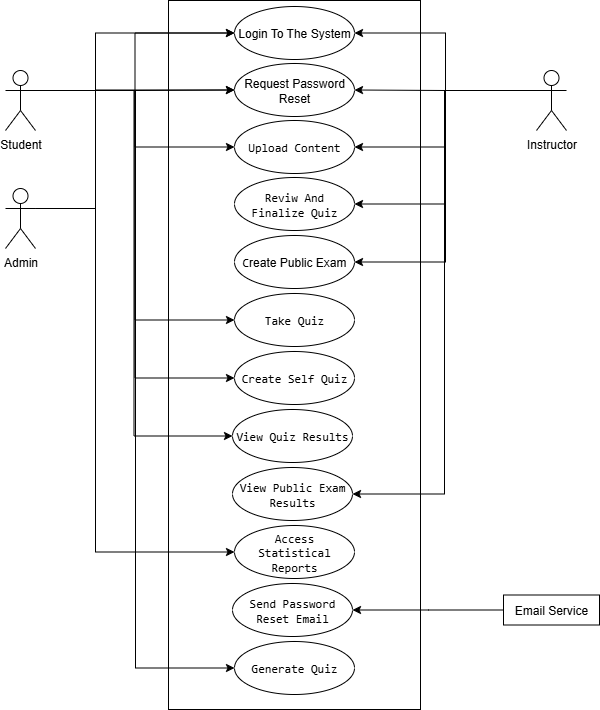 Login To The System
Request Password
Reset
Student
Upload Content
Instructor
Reviw And
Finalize Quiz
Admin
Create Public Exam
Take Quiz
Create Self Quiz
View Quiz Results
View Public Exam
Results
Access
Statistical
Reports
Send Password
Reset Email
Email Service
Generate Quiz